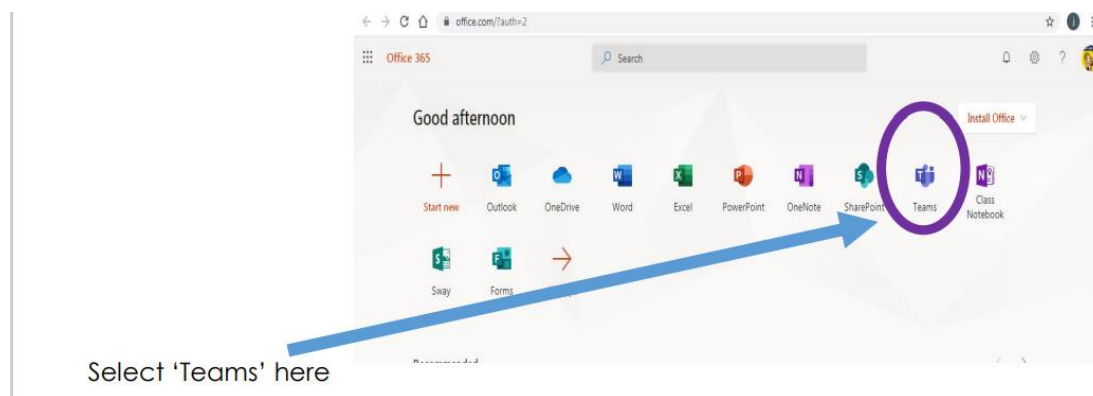 office.com/?auth=2
Office 365
Search
?
Good afternoon
Install Office
Start new
Outlook
OneDrive
Word
Excel
PowerPoint
OneNote
SharePoint
Teams
Class
Notebook
Sway
Forms
Select ‘Teams’ here